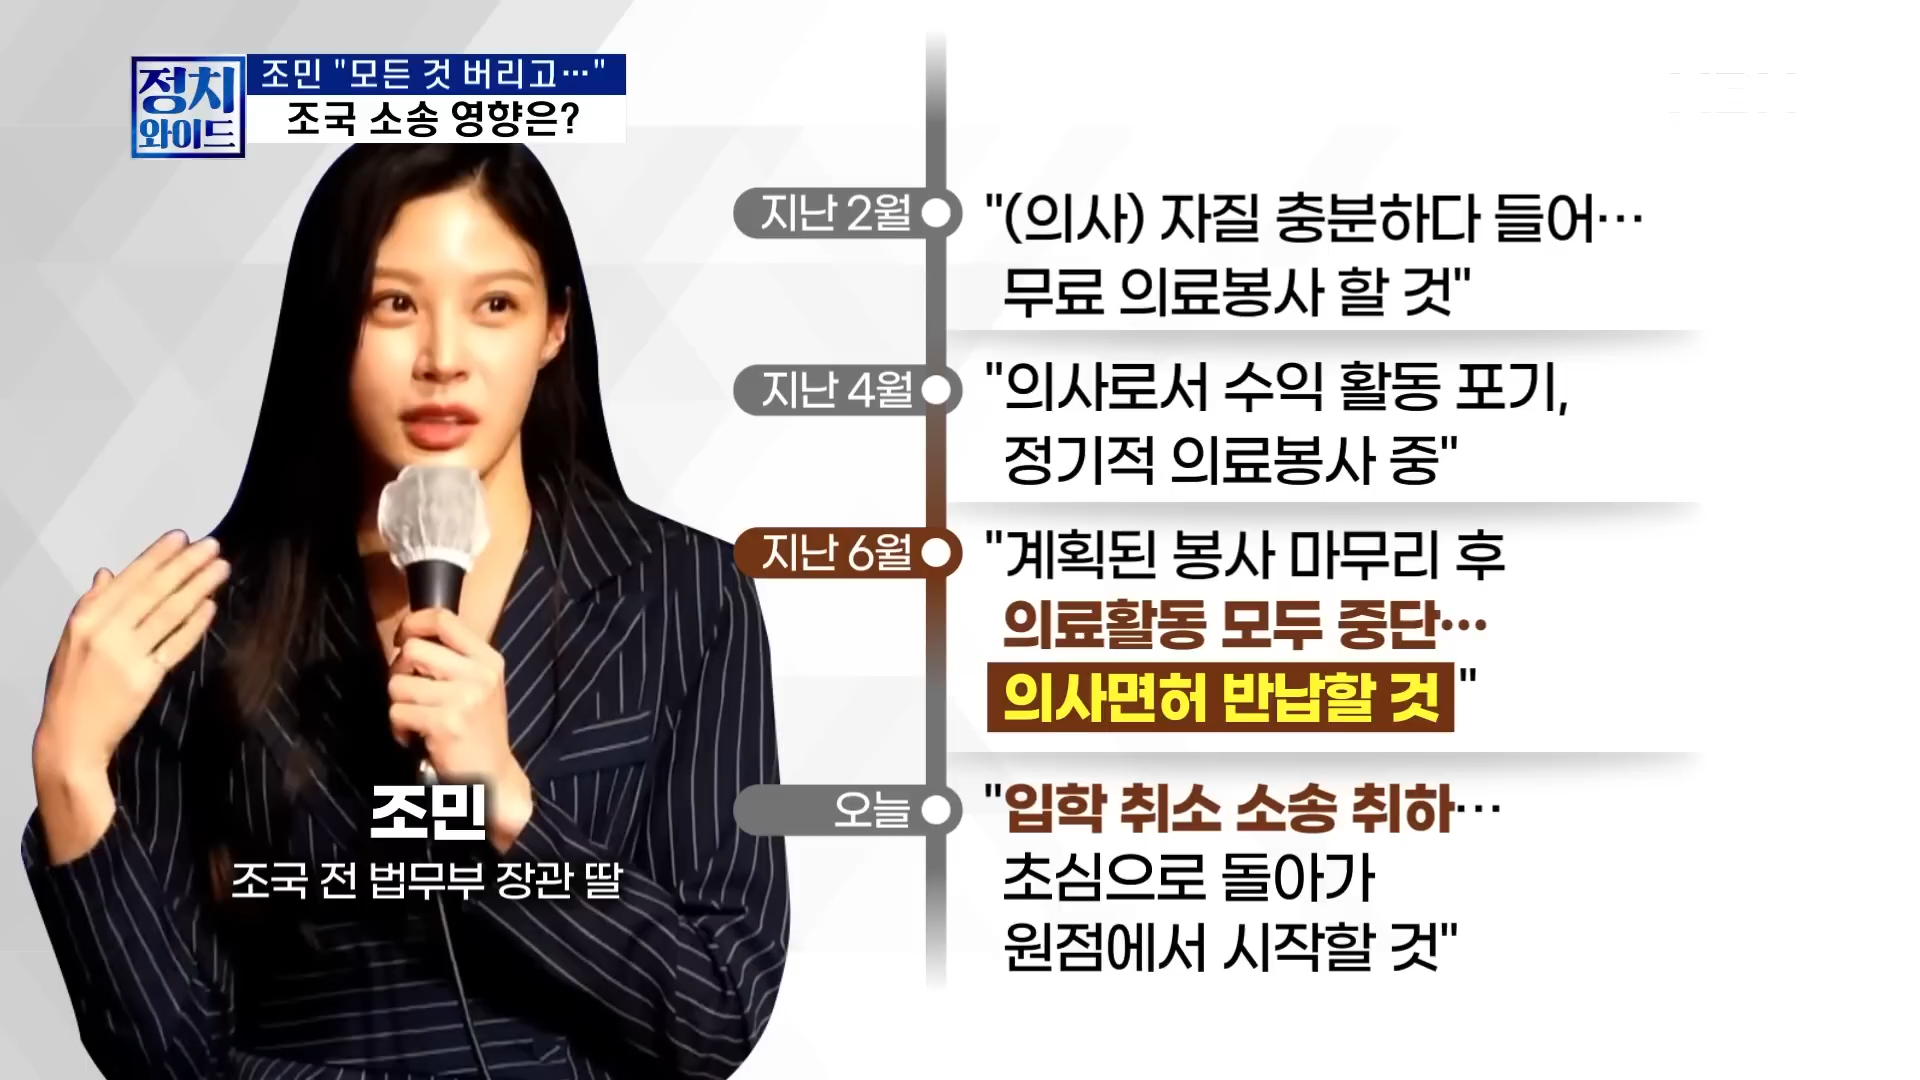 정치
와이드
조민 "모든 것 버리고…"
조국 소송 영향은?
지난 2월
"(의사) 자질 충분하다 들어…
무료 의료봉사 할 것"
지난 4월
"의사로서 수익 활동 포기,
정기적 의료봉사 중"
지난 6월
"계획된 봉사 마무리 후
의료활동 모두 중단…
의사면허 반납할 것"
오늘
"입학 취소 소송 취하…
초심으로 돌아가
원점에서 시작할 것"
조민
조국 전 법무부 장관 딸